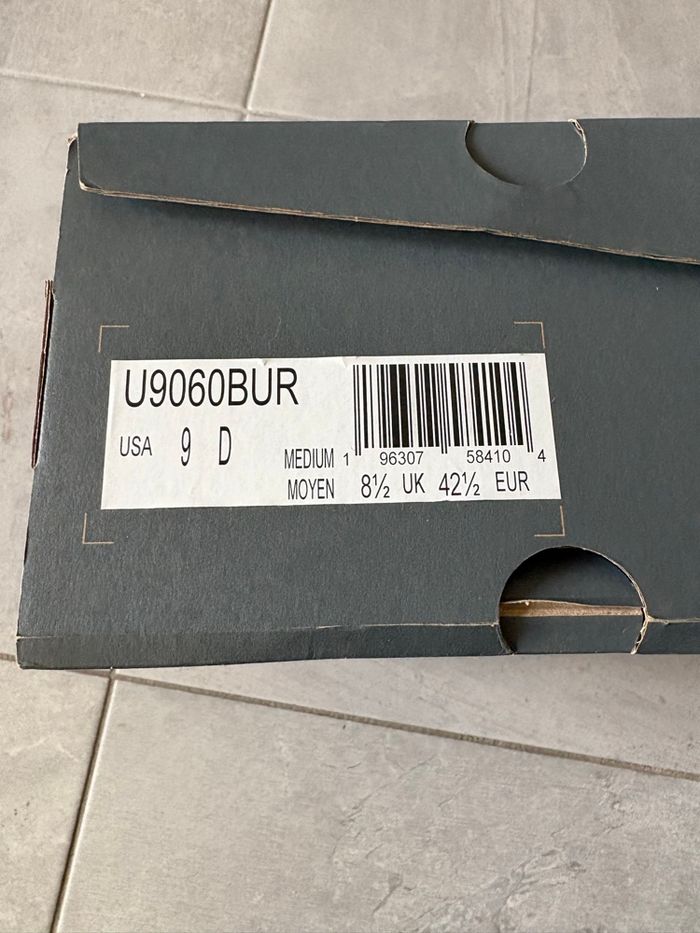 U9060BUR
USA 9 D
1 96307 58410 4
MEDIUM
MOYEN 8½ UK 42½ EUR